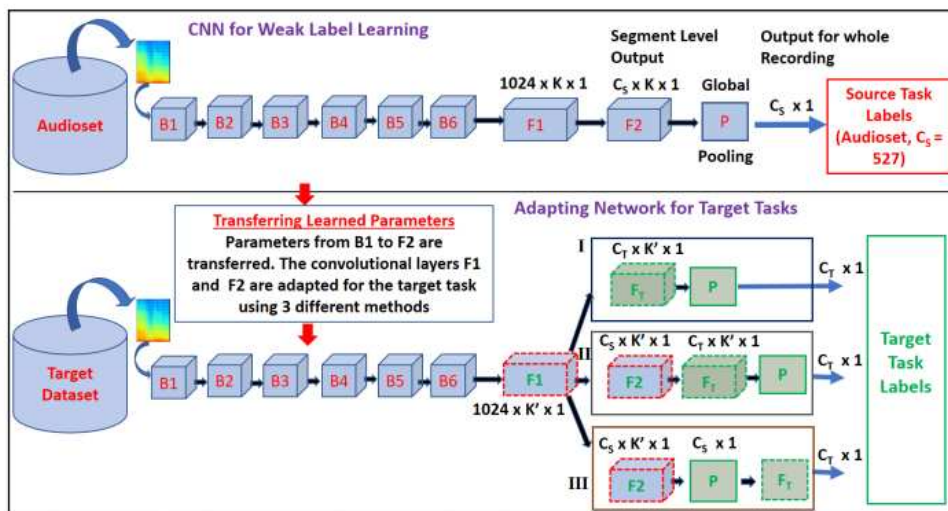 CNN for Weak Label Learning
Segment Level
Output
Output for whole
Recording
1024 x K x 1
C_S x K x 1
Global
Audioset
B1
B2
B3
B4
B5
B6
F1
F2
P
Pooling
C_S x 1
Source Task
Labels
(Audioset, C_S =
527)
Transferring Learned Parameters
Parameters from B1 to F2 are
transferred. The convolutional layers F1
and F2 are adapted for the target task
using 3 different methods
Adapting Network for Target Tasks
Target
Dataset
B1
B2
B3
B4
B5
B6
F1
1024 x K' x 1
I
C_T x K' x 1
F_T
P
C_T x 1
II
C_S x K' x 1
C_T x K' x 1
F2
F_T
P
C_T x 1
III
C_S x K' x 1
C_S x 1
F2
P
F_T
C_T x 1
Target
Task
Labels